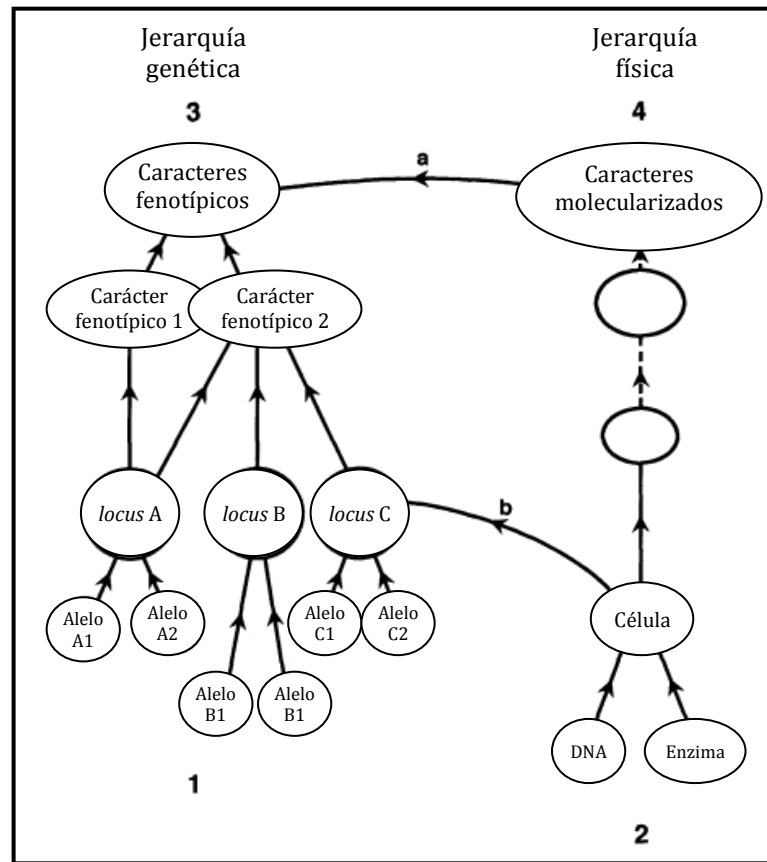 Jerarquía
genética
3
Jerarquía
física
4
Caracteres
fenotípicos
a
Caracteres
molecularizados
Carácter
fenotípico 1
Carácter
fenotípico 2
locus A
locus B
locus C
b
Alelo
A1
Alelo
A2
Alelo
C1
Alelo
C2
Célula
Alelo
B1
Alelo
B1
DNA
Enzima
1
2